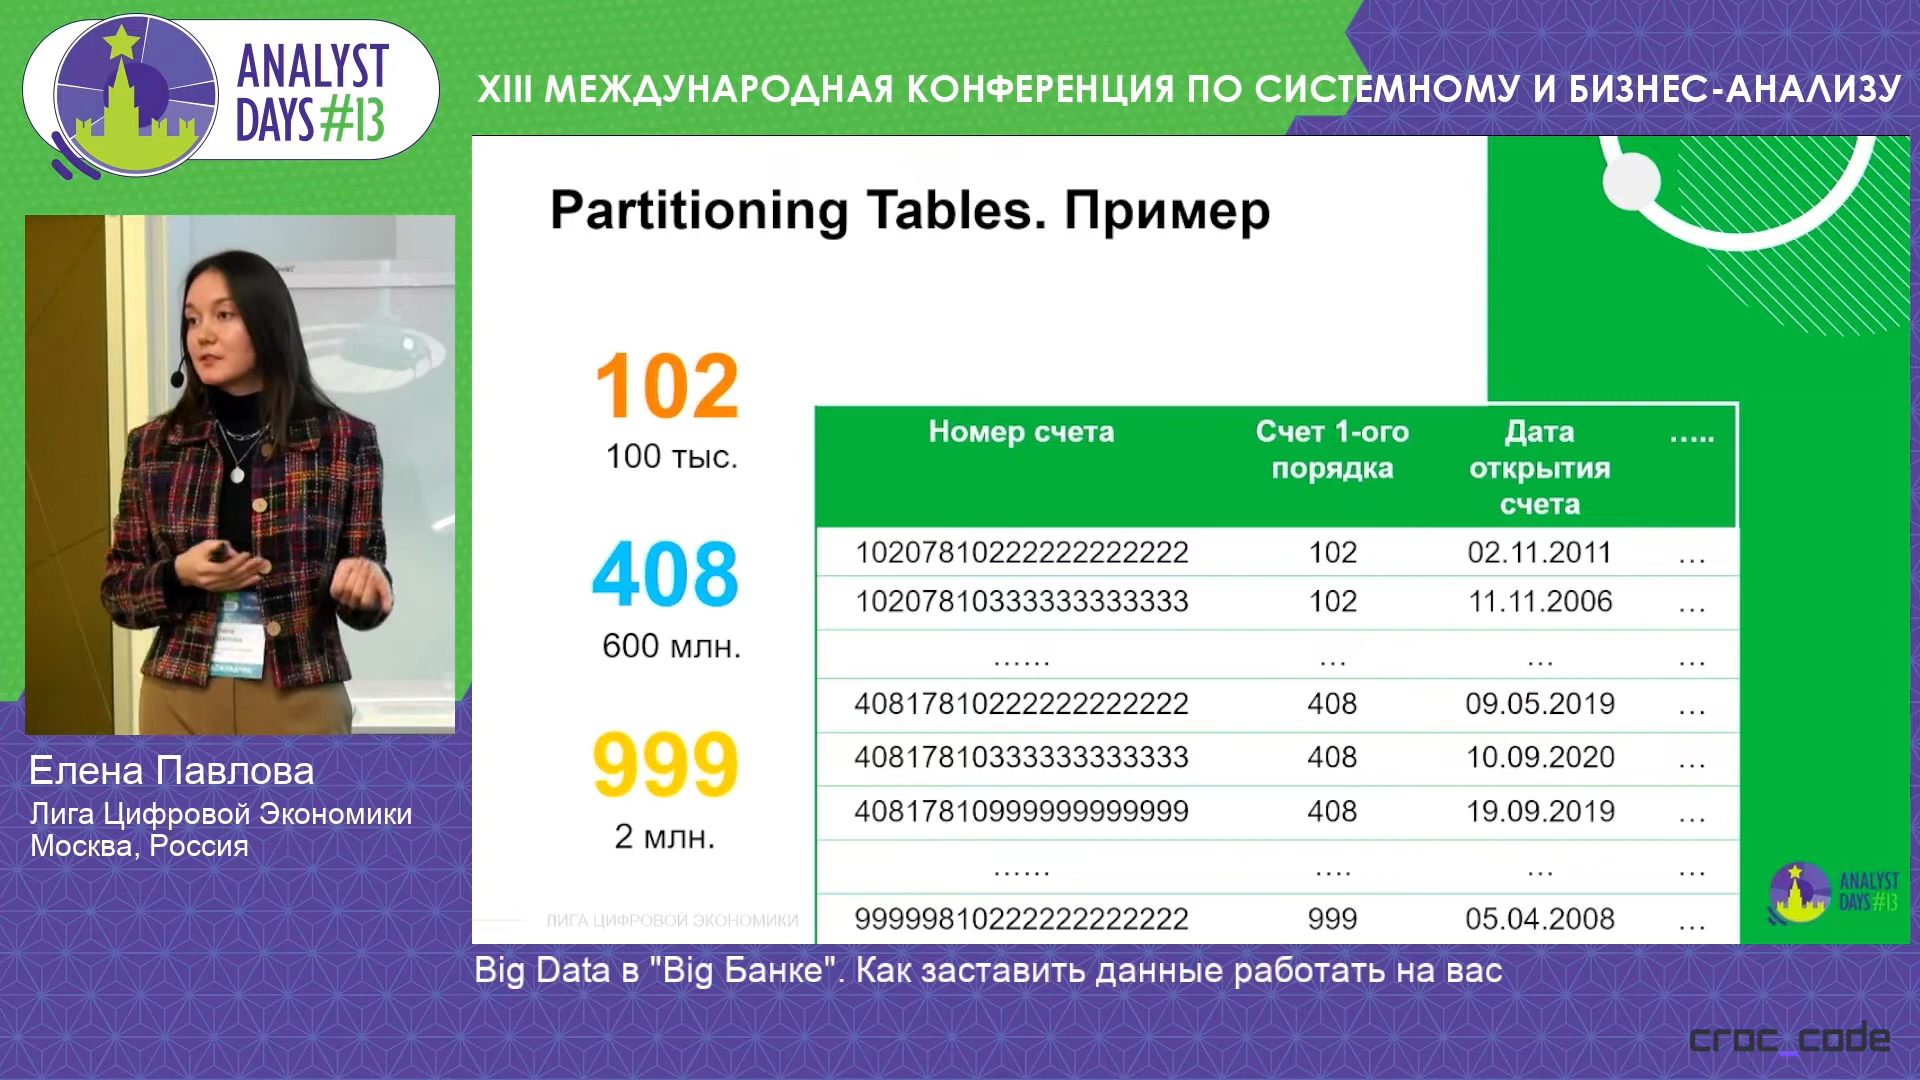 ANALYST
DAYS #13
XIII МЕЖДУНАРОДНАЯ КОНФЕРЕНЦИЯ ПО СИСТЕМНОМУ И БИЗНЕС-АНАЛИЗУ
Partitioning Tables. Пример
102
100 тыс.
408
600 млн.
999
2 млн.
Номер счета Счет 1-ого порядка Дата открытия счета …..
10207810222222222222 102 02.11.2011 …
10207810333333333333 102 11.11.2006 …
…… … … …
40817810222222222222 408 09.05.2019 …
40817810333333333333 408 10.09.2020 …
40817810999999999999 408 19.09.2019 …
…… …. … …
99999810222222222222 999 05.04.2008 …
ЛИГА ЦИФРОВОЙ ЭКОНОМИКИ
ANALYST
DAYS #13
Елена Павлова
Лига Цифровой Экономики
Москва, Россия
Big Data в "Big Банке". Как заставить данные работать на вас
croc_code